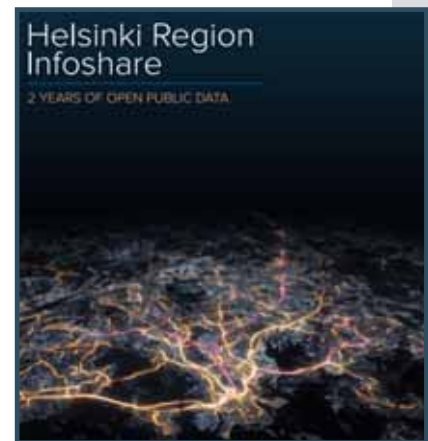 Helsinki Region
Infoshare
2 YEARS OF OPEN PUBLIC DATA